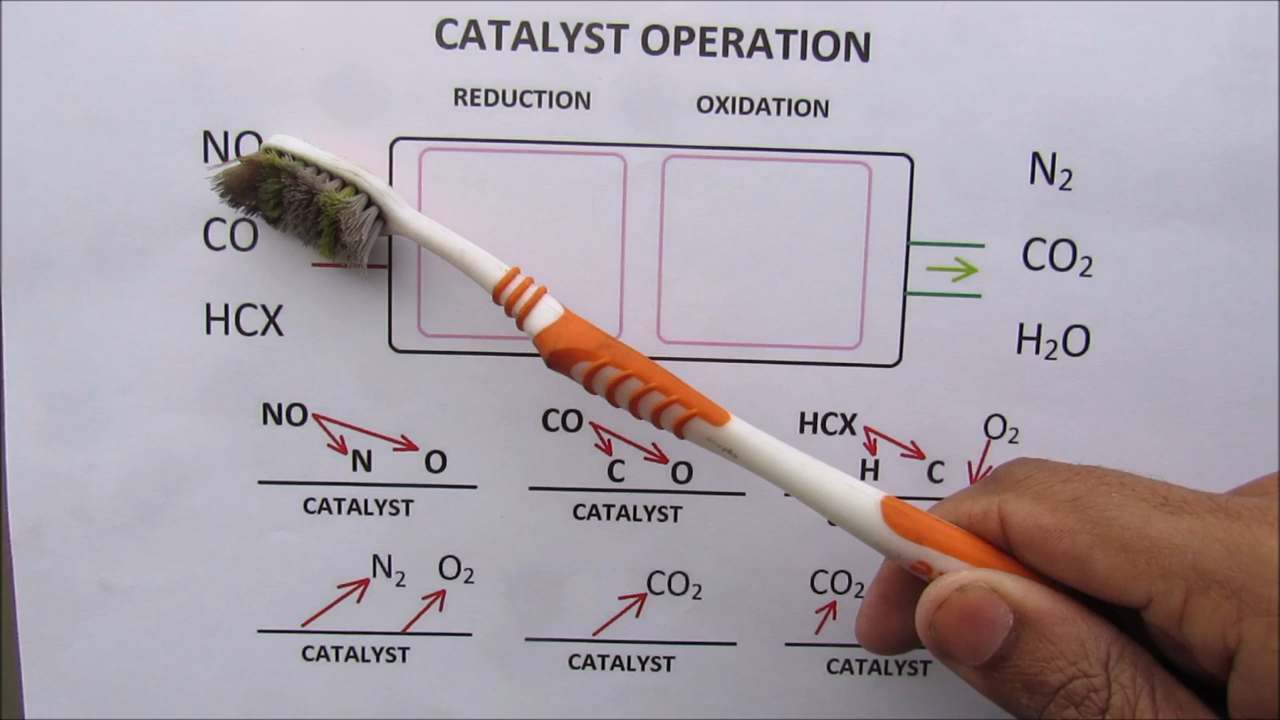 CATALYST OPERATION
REDUCTION OXIDATION
NO N₂
CO CO₂
HCX H₂O
NO CO HCX O₂
N O C O H C
CATALYST CATALYST
N₂ O₂ CO₂ CO₂
CATALYST CATALYST CATALYST